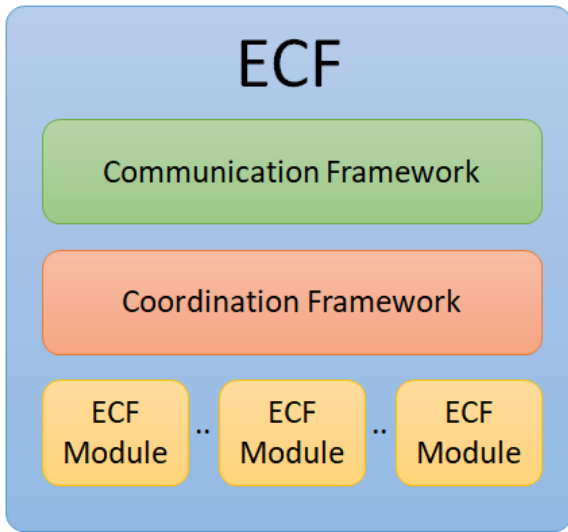 ECF
Communication Framework
Coordination Framework
ECF
Module
..
ECF
Module
..
ECF
Module